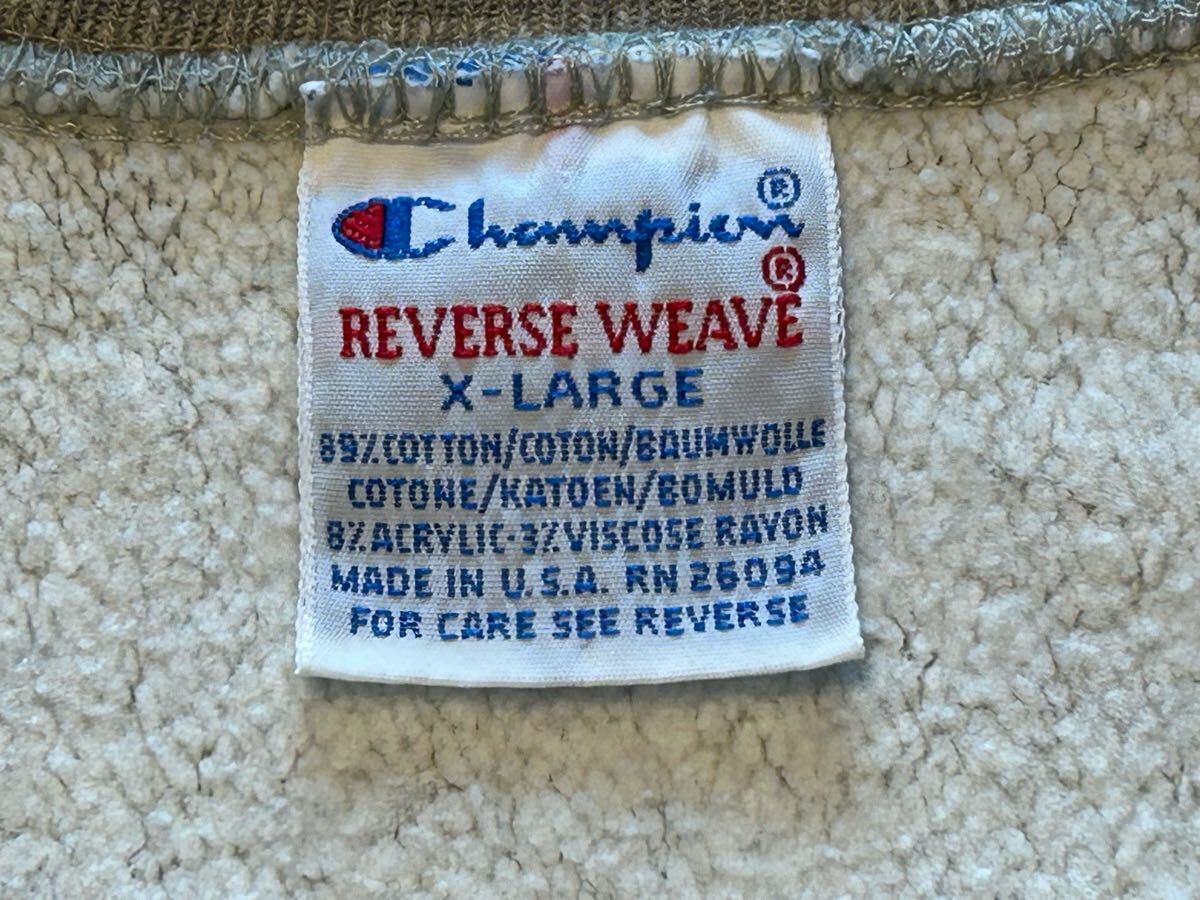 Champion®
REVERSE WEAVE®
X-LARGE
89% COTTON/COTON/BAUMWOLLE
COTONE/KATOEN/BOMULD
8% ACRYLIC-3% VISCOSE RAYON
MADE IN U.S.A. RN 26094
FOR CARE SEE REVERSE